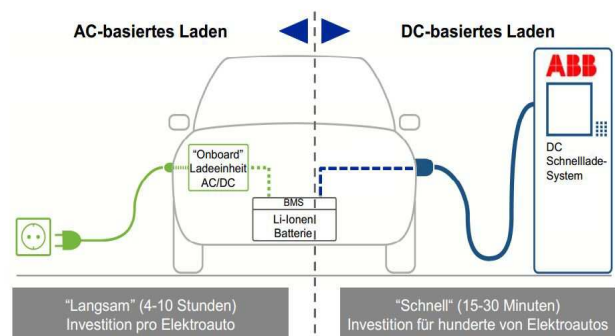 AC-basiertes Laden
DC-basiertes Laden
ABB
"Onboard"
Ladeeinheit
AC/DC
DC
Schnelllade-
System
BMS
Li-Ionenl
Batterie
"Langsam" (4-10 Stunden)
Investition pro Elektroauto
"Schnell" (15-30 Minuten)
Investition für hunderte von Elektroautos